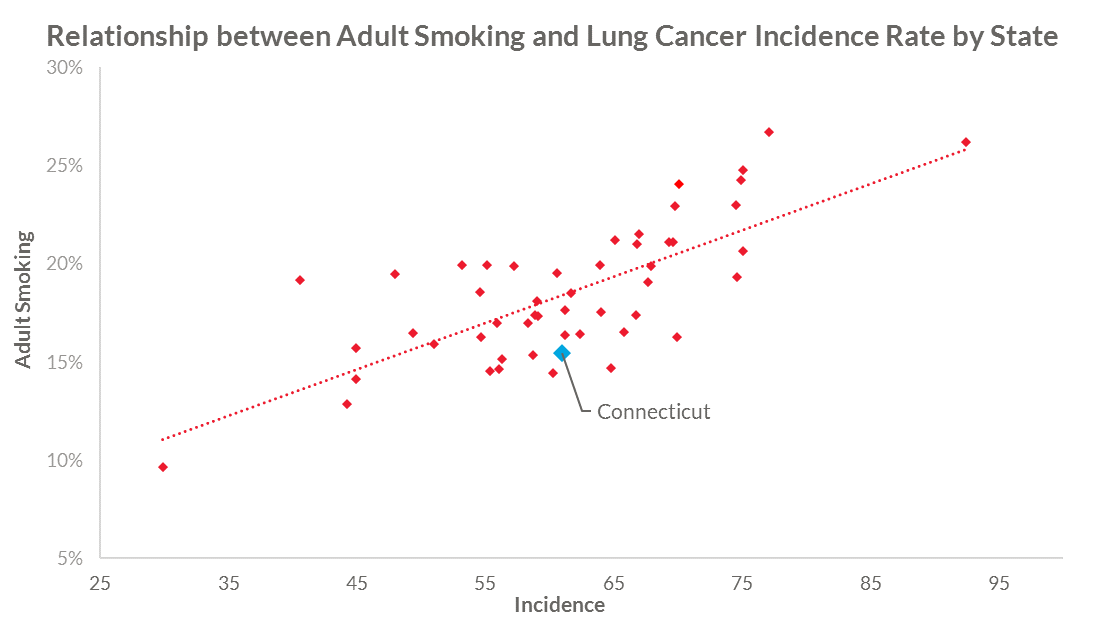 Relationship between Adult Smoking and Lung Cancer Incidence Rate by State
30%
25%
20%
15%
10%
5%
Adult Smoking
Connecticut
25 35 45 55 65 75 85 95
Incidence